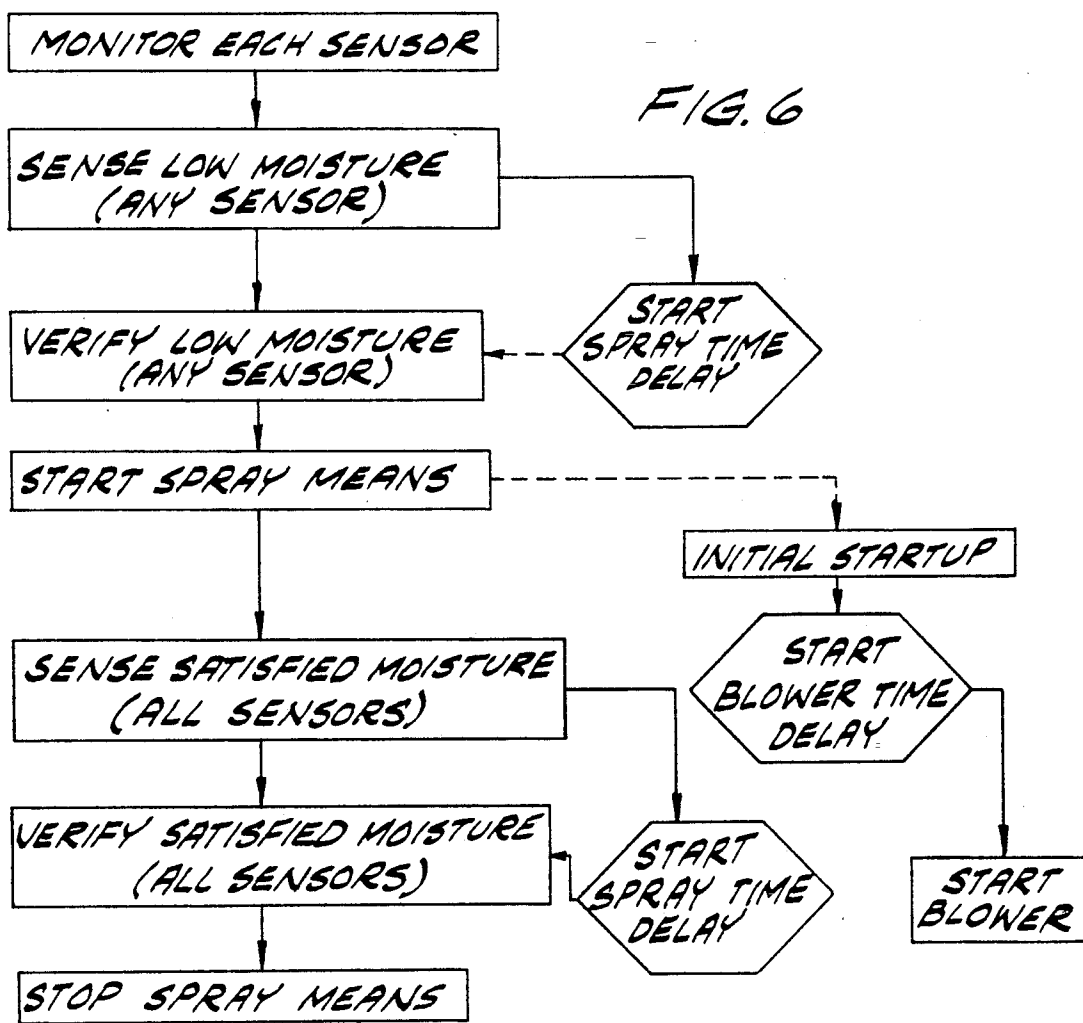 MONITOR EACH SENSOR
FIG. 6
SENSE LOW MOISTURE
(ANY SENSOR)
START
SPRAY TIME
DELAY
VERIFY LOW MOISTURE
(ANY SENSOR)
START SPRAY MEANS
INITIAL STARTUP
SENSE SATISFIED MOISTURE
(ALL SENSORS)
START
BLOWER TIME
DELAY
VERIFY SATISFIED MOISTURE
(ALL SENSORS)
START
SPRAY TIME
DELAY
START
BLOWER
STOP SPRAY MEANS